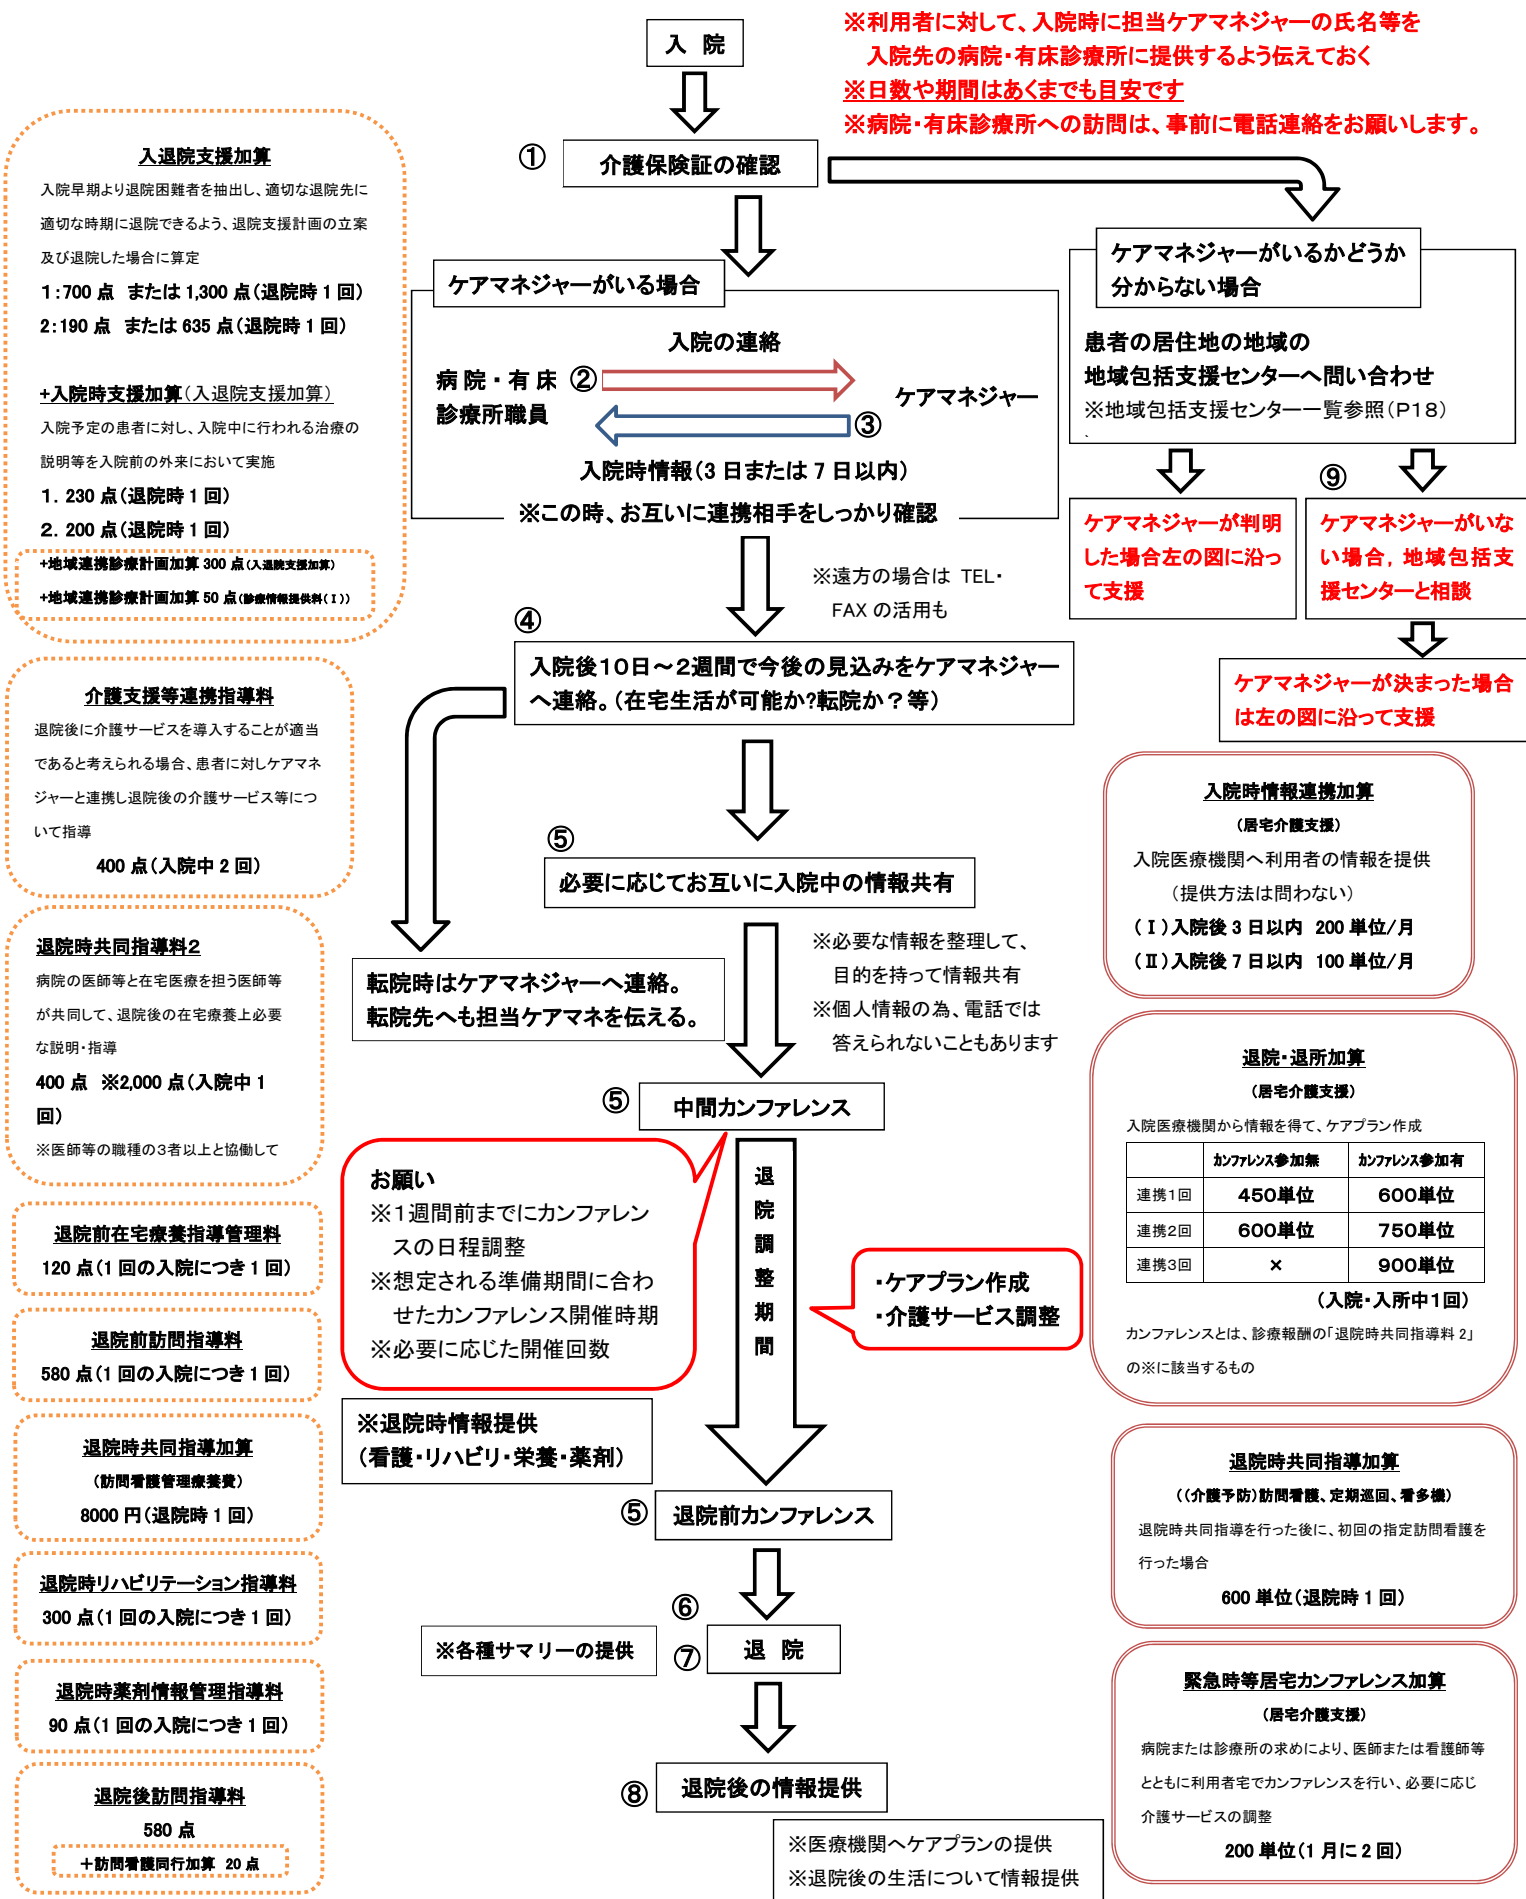 入 院
※利用者に対して、入院時に担当ケアマネジャーの氏名等を
入院先の病院・有床診療所に提供するよう伝えておく
※日数や期間はあくまでも目安です
※病院・有床診療所への訪問は、事前に電話連絡をお願いします。
① 介護保険証の確認
ケアマネジャーがいる場合
入院の連絡
病院・有床
診療所職員
②
ケアマネジャー
③
入院時情報(3 日または 7 日以内)
※この時、お互いに連携相手をしっかり確認
ケアマネジャーがいるかどうか
分からない場合
患者の居住地の地域の
地域包括支援センターへ問い合わせ
※地域包括支援センター一覧参照(P18)
、
ケアマネジャーが判明
した場合左の図に沿っ
て支援
⑨
ケアマネジャーがいな
い場合, 地域包括支
援センターと相談
ケアマネジャーが決まった場合
は左の図に沿って支援
※遠方の場合は TEL・
FAX の活用も
④
入院後10日～2週間で今後の見込みをケアマネジャー
へ連絡。(在宅生活が可能か?転院か？等)
⑤
必要に応じてお互いに入院中の情報共有
転院時はケアマネジャーへ連絡。
転院先へも担当ケアマネを伝える。
※必要な情報を整理して、
目的を持って情報共有
※個人情報の為、電話では
答えられないこともあります
⑤ 中間カンファレンス
お願い
※1週間前までにカンファレン
スの日程調整
※想定される準備期間に合わ
せたカンファレンス開催時期
※必要に応じた開催回数
退院調整期間
・ケアプラン作成
・介護サービス調整
※退院時情報提供
(看護・リハビリ・栄養・薬剤)
⑤ 退院前カンファレンス
⑥
※各種サマリーの提供
⑦ 退 院
⑧ 退院後の情報提供
※医療機関へケアプランの提供
※退院後の生活について情報提供
入退院支援加算
入院早期より退院困難者を抽出し、適切な退院先に
適切な時期に退院できるよう、退院支援計画の立案
及び退院した場合に算定
1:700 点 または 1,300 点(退院時 1 回)
2:190 点 または 635 点(退院時 1 回)
+入院時支援加算(入退院支援加算)
入院予定の患者に対し、入院中に行われる治療の
説明等を入院前の外来において実施
1. 230 点(退院時 1 回)
2. 200 点(退院時 1 回)
+地域連携診療計画加算 300 点(入退院支援加算)
+地域連携診療計画加算 50 点(診療情報提供料(Ⅰ))
介護支援等連携指導料
退院後に介護サービスを導入することが適当
であると考えられる場合、患者に対しケアマネ
ジャーと連携し退院後の介護サービス等につ
いて指導
400 点(入院中 2 回)
退院時共同指導料2
病院の医師等と在宅医療を担う医師等
が共同して、退院後の在宅療養上必要
な説明・指導
400 点 ※2,000 点(入院中 1
回)
※医師等の職種の3者以上と協働して
退院前在宅療養指導管理料
120 点(1 回の入院につき 1 回)
退院前訪問指導料
580 点(1 回の入院につき 1 回)
退院時共同指導加算
(訪問看護管理療養費)
8000 円(退院時 1 回)
退院時リハビリテーション指導料
300 点(1 回の入院につき 1 回)
退院時薬剤情報管理指導料
90 点(1 回の入院につき 1 回)
退院後訪問指導料
580 点
＋訪問看護同行加算 20 点
入院時情報連携加算
(居宅介護支援)
入院医療機関へ利用者の情報を提供
(提供方法は問わない)
(Ⅰ)入院後 3 日以内 200 単位/月
(Ⅱ)入院後 7 日以内 100 単位/月
退院・退所加算
(居宅介護支援)
入院医療機関から情報を得て、ケアプラン作成
ｶﾝﾌｧﾚﾝｽ参加無 ｶﾝﾌｧﾚﾝｽ参加有
連携1回 450単位 600単位
連携2回 600単位 750単位
連携3回 × 900単位
(入院・入所中1回)
カンファレンスとは、診療報酬の「退院時共同指導料 2」
の※に該当するもの
退院時共同指導加算
((介護予防)訪問看護、定期巡回、看多機)
退院時共同指導を行った後に、初回の指定訪問看護を
行った場合
600 単位(退院時 1 回)
緊急時等居宅カンファレンス加算
(居宅介護支援)
病院または診療所の求めにより、医師または看護師等
とともに利用者宅でカンファレンスを行い、必要に応じ
介護サービスの調整
200 単位(1 月に 2 回)